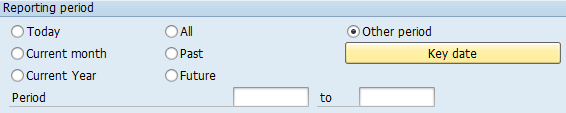 Reporting period
Today All Other period
Current month Past Key date
Current Year Future
Period to